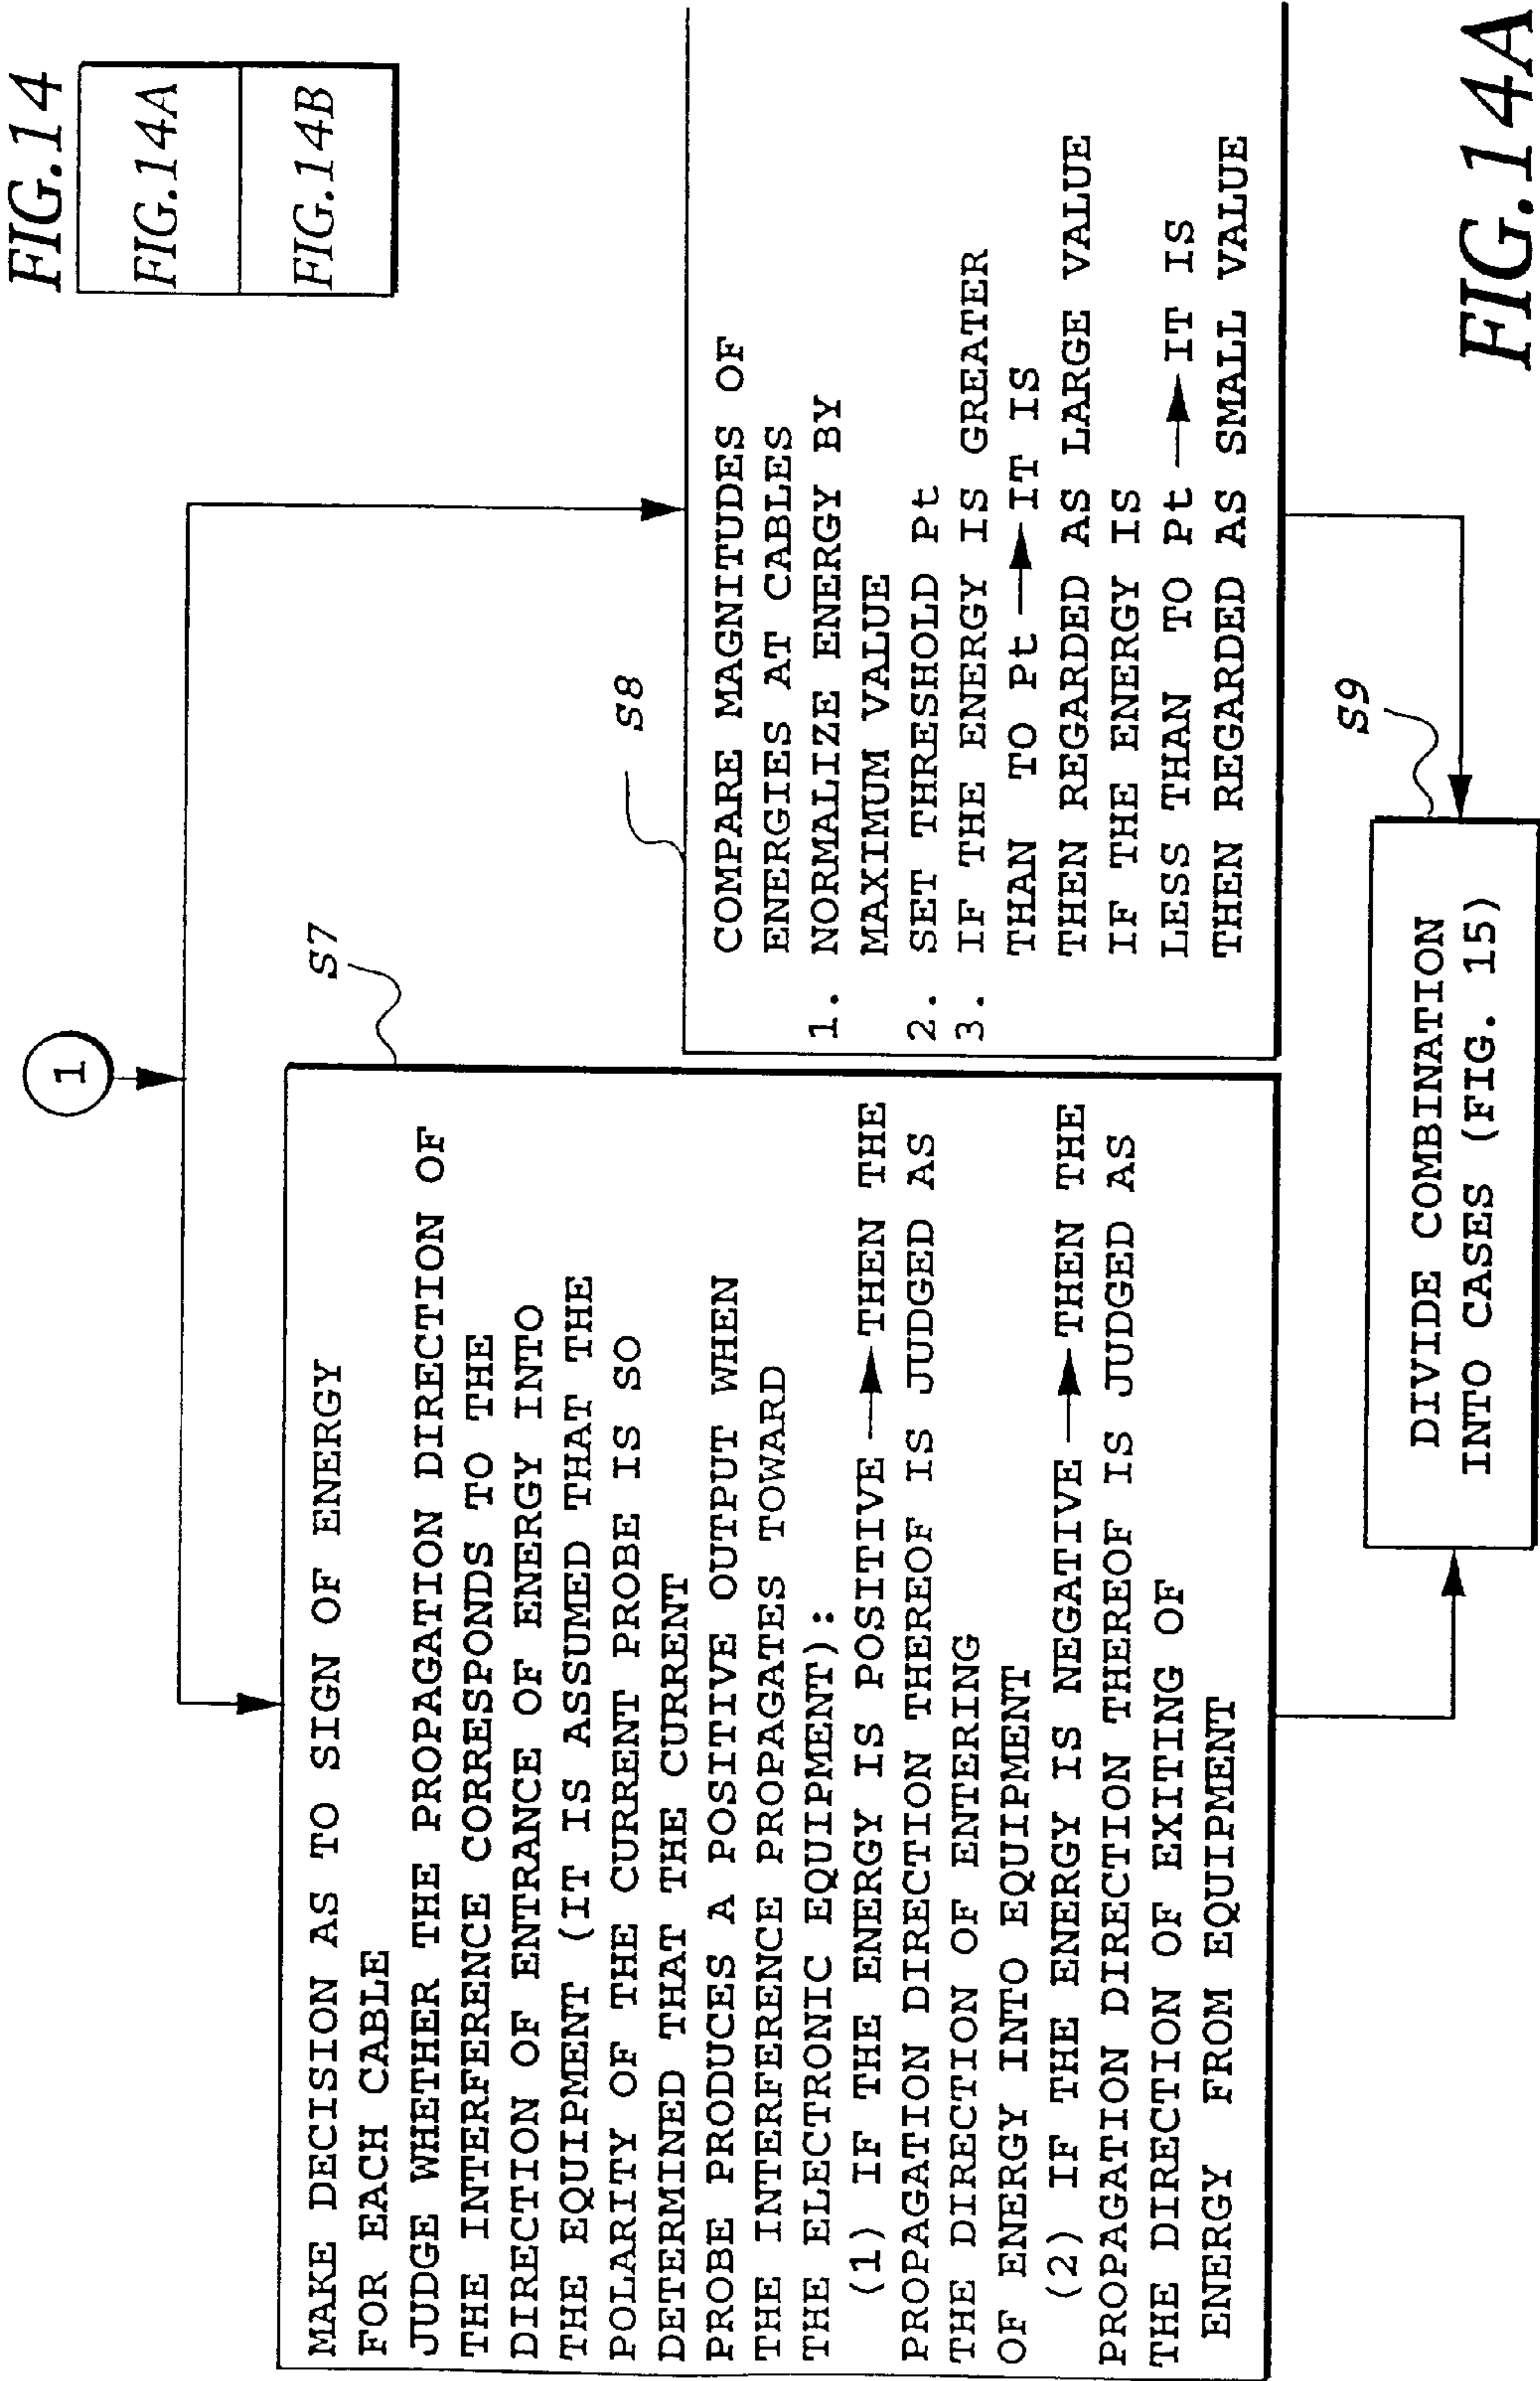 FIG.14
FIG.14A
FIG.14B
1
S7
MAKE DECISION AS TO SIGN OF ENERGY
FOR EACH CABLE
JUDGE WHETHER THE PROPAGATION DIRECTION OF
THE INTERFERENCE CORRESPONDS TO THE
DIRECTION OF ENTRANCE OF ENERGY INTO
THE EQUIPMENT (IT IS ASSUMED THAT THE
POLARITY OF THE CURRENT PROBE IS SO
DETERMINED THAT THE CURRENT
PROBE PRODUCES A POSITIVE OUTPUT WHEN
THE INTERFERENCE PROPAGATES TOWARD
THE ELECTRONIC EQUIPMENT):
(1) IF THE ENERGY IS POSITIVE → THEN THE
PROPAGATION DIRECTION THEREOF IS JUDGED AS
THE DIRECTION OF ENTERING
OF ENERGY INTO EQUIPMENT
(2) IF THE ENERGY IS NEGATIVE → THEN THE
PROPAGATION DIRECTION THEREOF IS JUDGED AS
THE DIRECTION OF EXITING OF
ENERGY FROM EQUIPMENT
S8
COMPARE MAGNITUDES OF
ENERGIES AT CABLES
1. NORMALIZE ENERGY BY
MAXIMUM VALUE
2. SET THRESHOLD Pt
3. IF THE ENERGY IS GREATER
THAN TO Pt → IT IS
THEN REGARDED AS LARGE VALUE
IF THE ENERGY IS
LESS THAN TO Pt → IT IS
THEN REGARDED AS SMALL VALUE
S9
DIVIDE COMBINATION
INTO CASES (FIG. 15)
FIG.14A